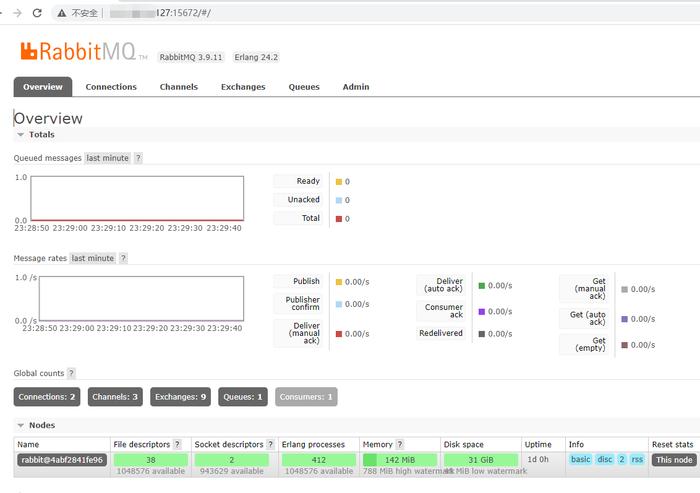 不安全 127:15672/#/
RabbitMQ TM RabbitMQ 3.9.11 Erlang 24.2
Overview Connections Channels Exchanges Queues Admin
Overview
Totals
Queued messages last minute ?
1.0
0.0
23:28:50 23:29:00 23:29:10 23:29:20 23:29:30 23:29:40
Ready 0
Unacked 0
Total 0
Message rates last minute ?
1.0 /s
0.0 /s
23:28:50 23:29:00 23:29:10 23:29:20 23:29:30 23:29:40
Publish 0.00/s
Publisher
confirm 0.00/s
Deliver
(manual
ack) 0.00/s
Deliver
(auto ack) 0.00/s
Consumer
ack 0.00/s
Redelivered 0.00/s
Get
(manual
ack) 0.00/s
Get (auto
ack) 0.00/s
Get
(empty) 0.00/s
Global counts ?
Connections: 2 Channels: 3 Exchanges: 9 Queues: 1 Consumers: 1
Nodes
Name File descriptors ? Socket descriptors ? Erlang processes Memory ? Disk space Uptime Info Reset stats
rabbit@4abf2841fe96 38 2 412 142 MiB 31 GiB 1d 0h basic disc 2 rss This node
1048576 available 943629 available 1048576 available 788 MiB high watermark MiB low watermark